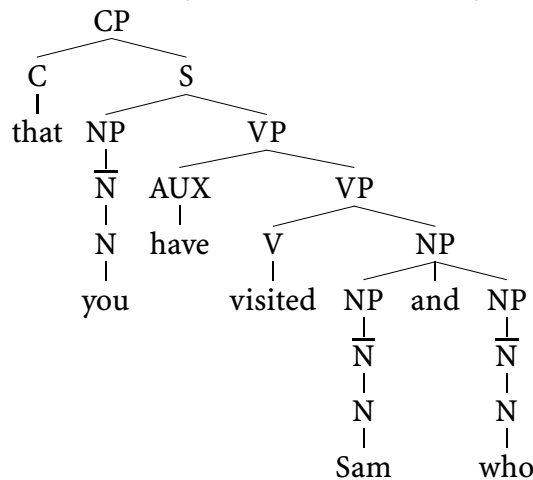 CP
C S
that NP VP
N̅ AUX VP
N have V NP
you visited NP and NP
N̅ N̅
N N
Sam who